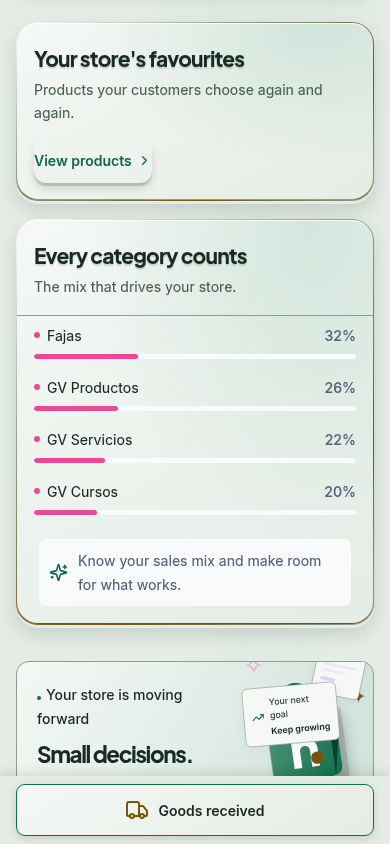 Your store's favourites
Products your customers choose again and
again.
View products
Every category counts
The mix that drives your store.
Fajas 32%
GV Productos 26%
GV Servicios 22%
GV Cursos 20%
Know your sales mix and make room
for what works.
Your store is moving
forward
Small decisions.
Your next
goal
Keep growing
Goods received